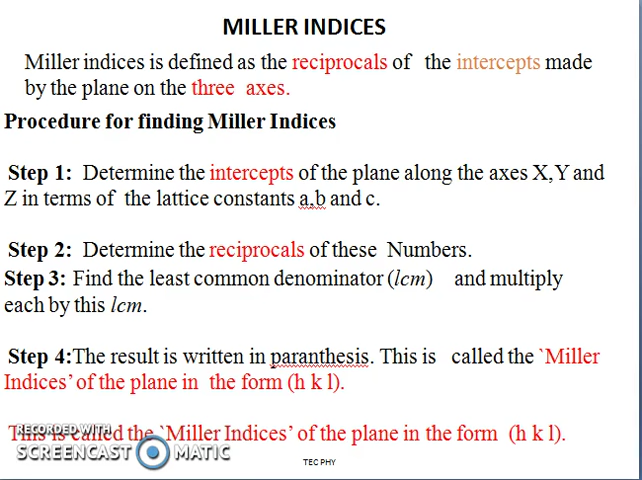 MILLER INDICES
Miller indices is defined as the reciprocals of the intercepts made
by the plane on the three axes.
Procedure for finding Miller Indices
Step 1: Determine the intercepts of the plane along the axes X,Y and
Z in terms of the lattice constants a,b and c.
Step 2: Determine the reciprocals of these Numbers.
Step 3: Find the least common denominator (lcm) and multiply
each by this lcm.
Step 4:The result is written in paranthesis. This is called the `Miller
Indices' of the plane in the form (h k l).
This is called the `Miller Indices' of the plane in the form (h k l).
RECORDED WITH
SCREENCAST MATIC
TEC PHY